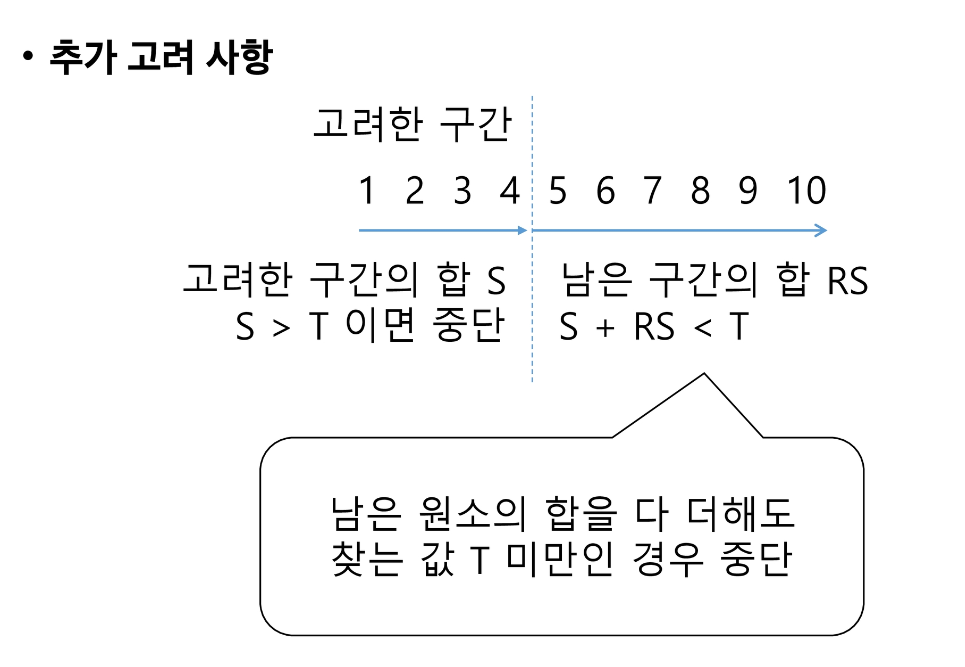 • 추가 고려 사항
고려한 구간
1 2 3 4 5 6 7 8 9 10
고려한 구간의 합 S
S > T 이면 중단
남은 구간의 합 RS
S + RS < T
남은 원소의 합을 다 더해도
찾는 값 T 미만인 경우 중단